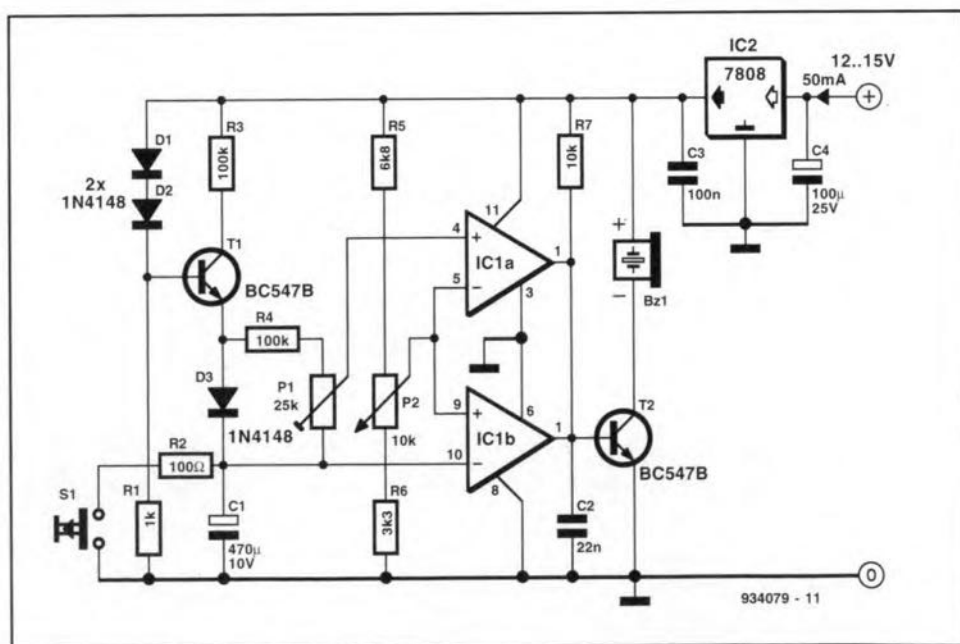 IC2
7808
12..15V
50mA
+
D1
D2
2x
1N4148
R3
100k
R5
6k8
R7
10k
C3
100n
C4
100µ
25V
T1
BC547B
4
+
11
IC1a
1
5
−
3
+
−
Bz1
R4
100k
P1
25k
P2
10k
D3
1N4148
9
+
6
IC1b
1
10
−
8
T2
BC547B
R2
100Ω
S1
R1
1k
C1
470µ
10V
R6
3k3
C2
22n
0
934079 - 11